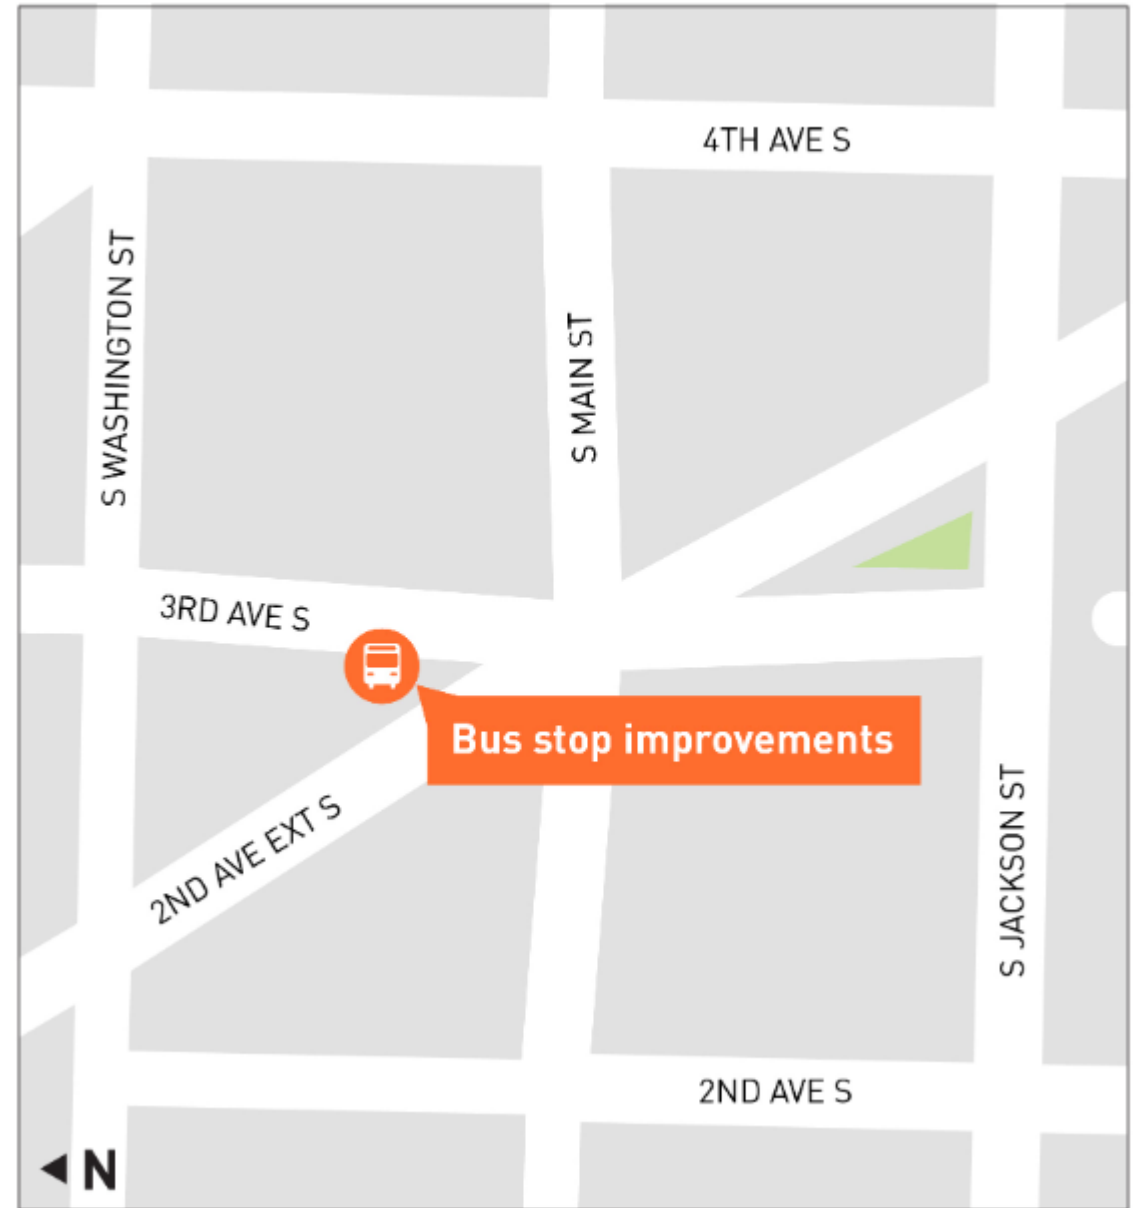 4TH AVE S
S WASHINGTON ST
S MAIN ST
3RD AVE S
Bus stop improvements
2ND AVE EXT S
S JACKSON ST
2ND AVE S
N